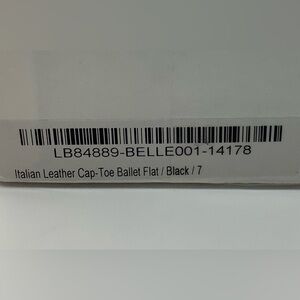 LB84889-BELLE001-14178
Italian Leather Cap-Toe Ballet Flat / Black / 7